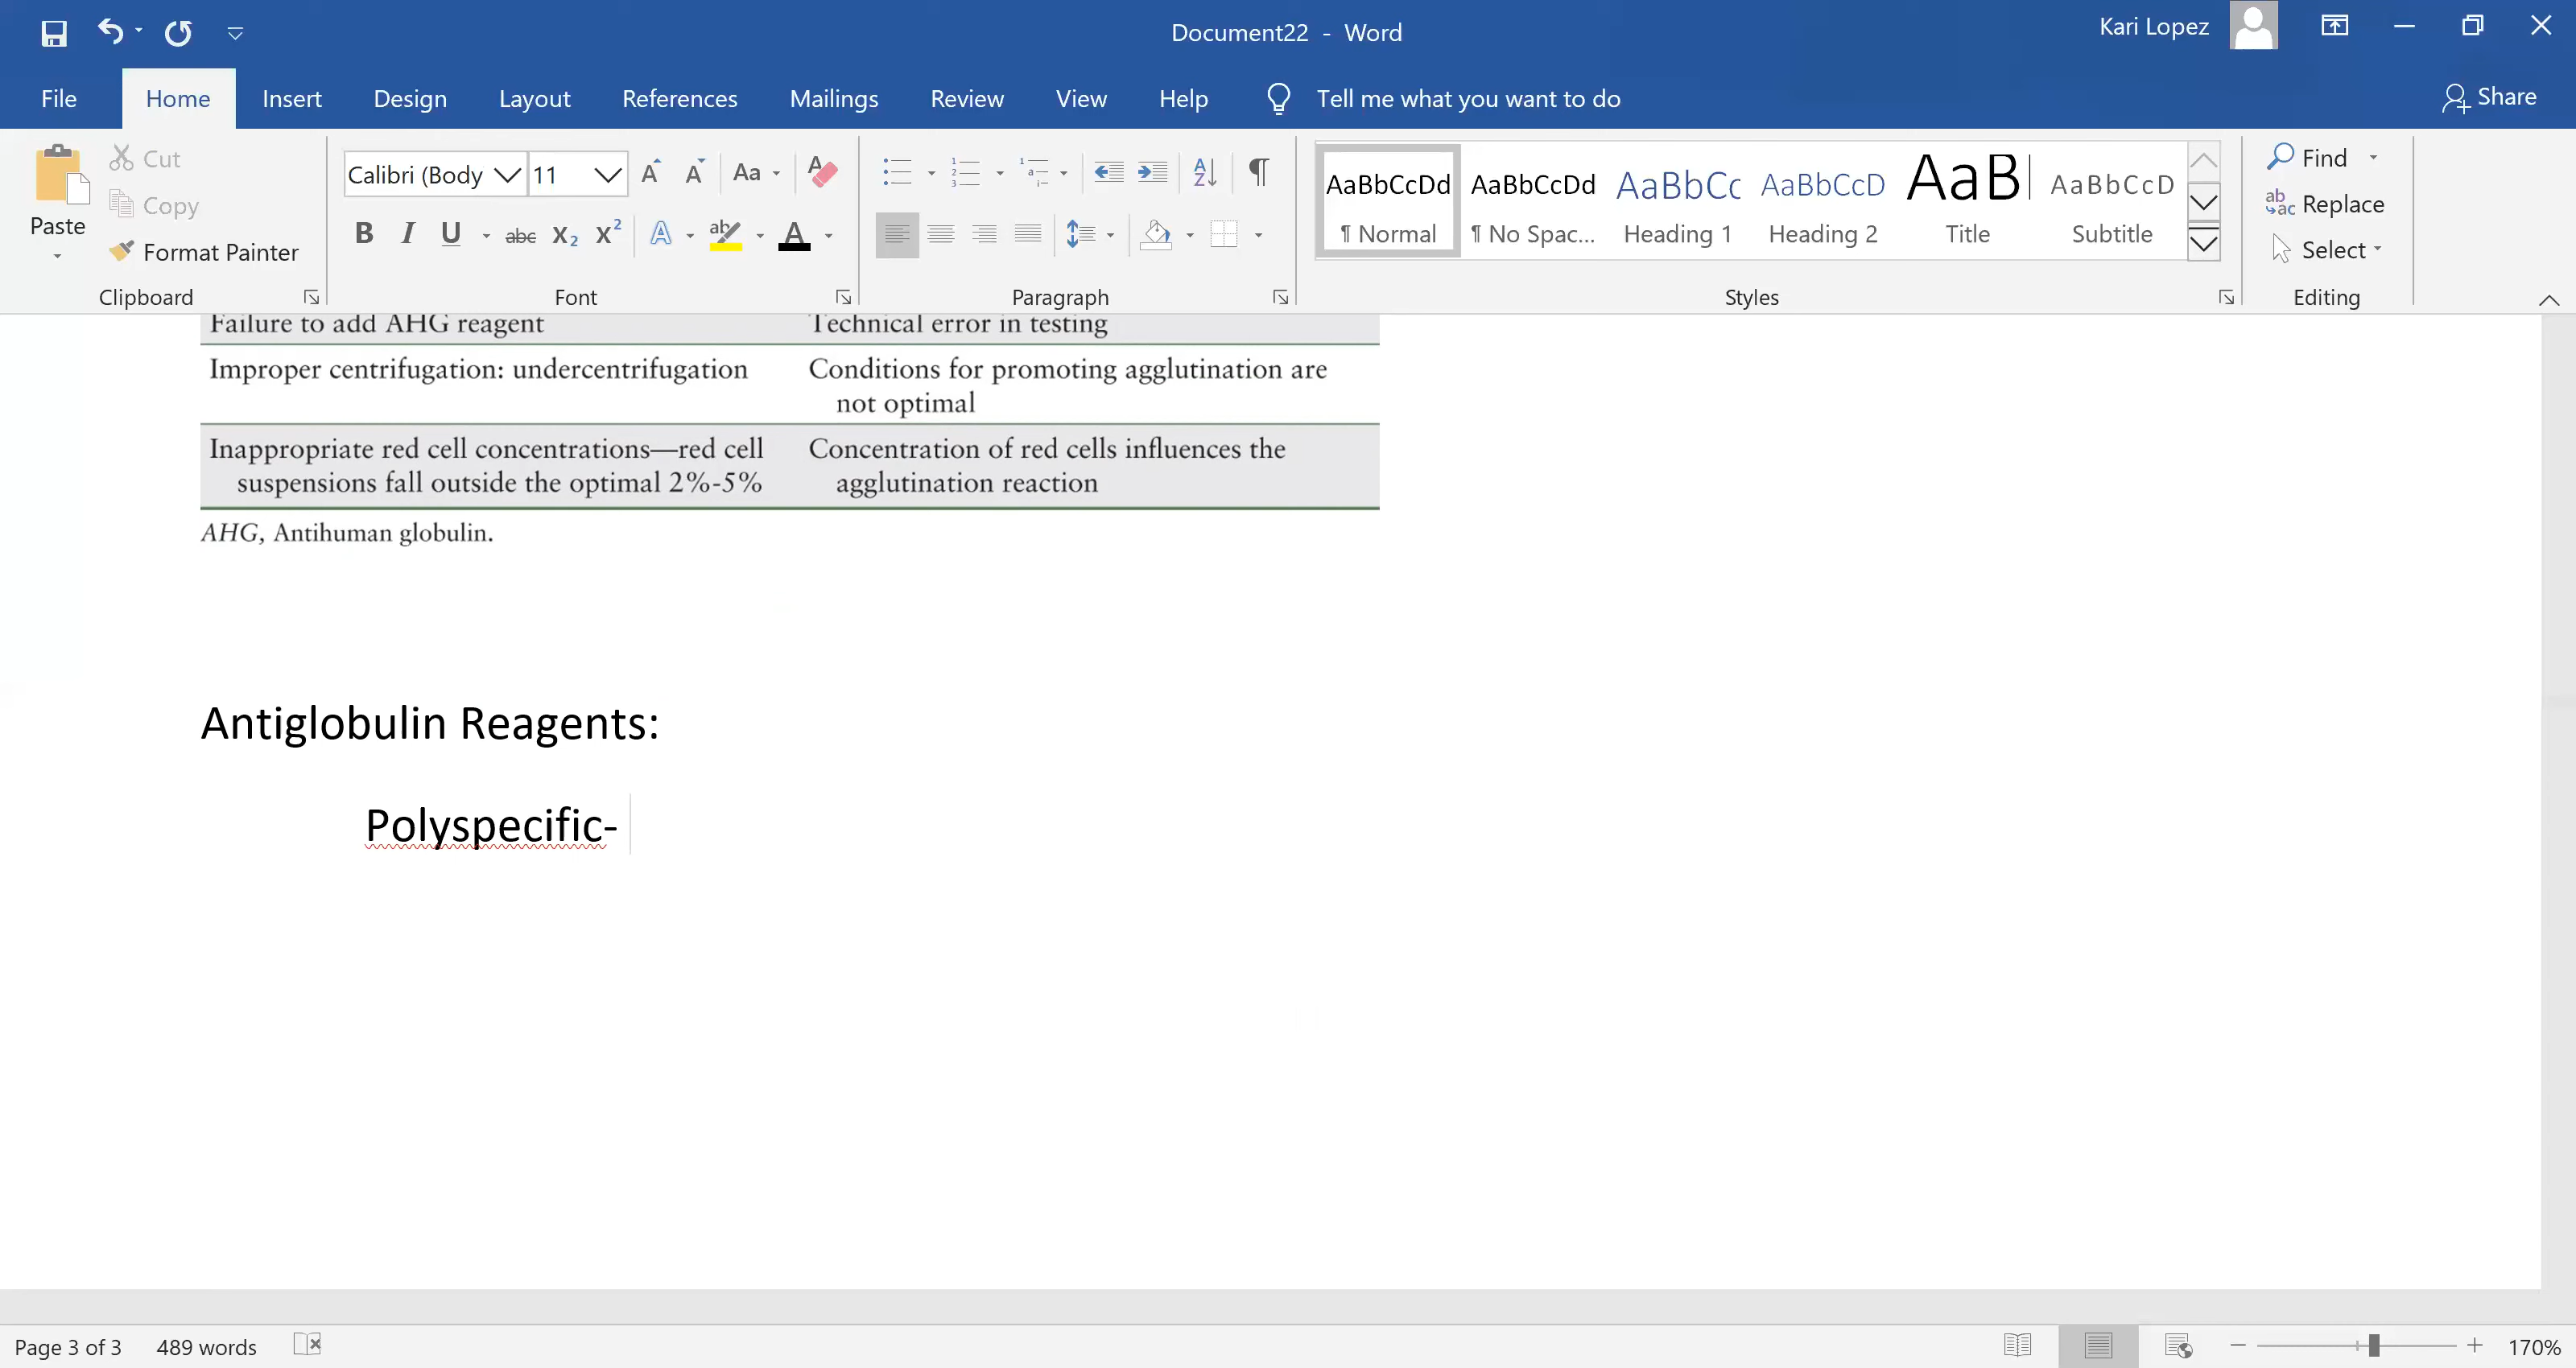 Document22 - Word
Kari Lopez
File Home Insert Design Layout References Mailings Review View Help Tell me what you want to do Share
Paste
Cut
Copy
Format Painter
Clipboard
Calibri (Body 11
Aa
B I U abc X₂ X² A ab A
Font
Paragraph
AaBbCcDd AaBbCcDd AaBbCc AaBbCcD AaB AaBbCcD
¶ Normal ¶ No Spac... Heading 1 Heading 2 Title Subtitle
Styles
Find
Replace
Select
Editing
Failure to add AHG reagent Technical error in testing
Improper centrifugation: undercentrifugation Conditions for promoting agglutination are
not optimal
Inappropriate red cell concentrations—red cell Concentration of red cells influences the
suspensions fall outside the optimal 2%-5% agglutination reaction
AHG, Antihuman globulin.
Antiglobulin Reagents:
Polyspecific-
Page 3 of 3 489 words 170%